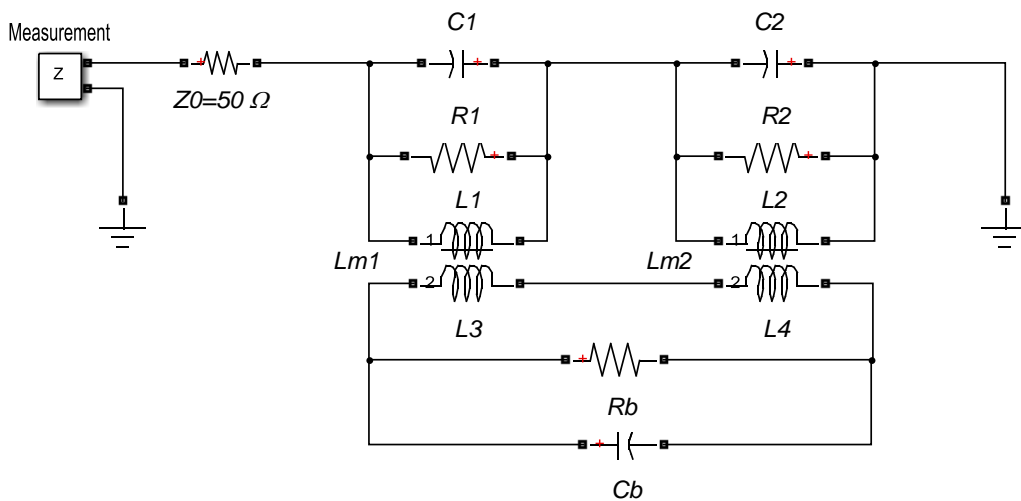 C1
C2
Measurement
Z
Z0=50 Ω
R1
R2
L1
L2
1
1
Lm1
Lm2
2
2
L3
L4
Rb
Cb